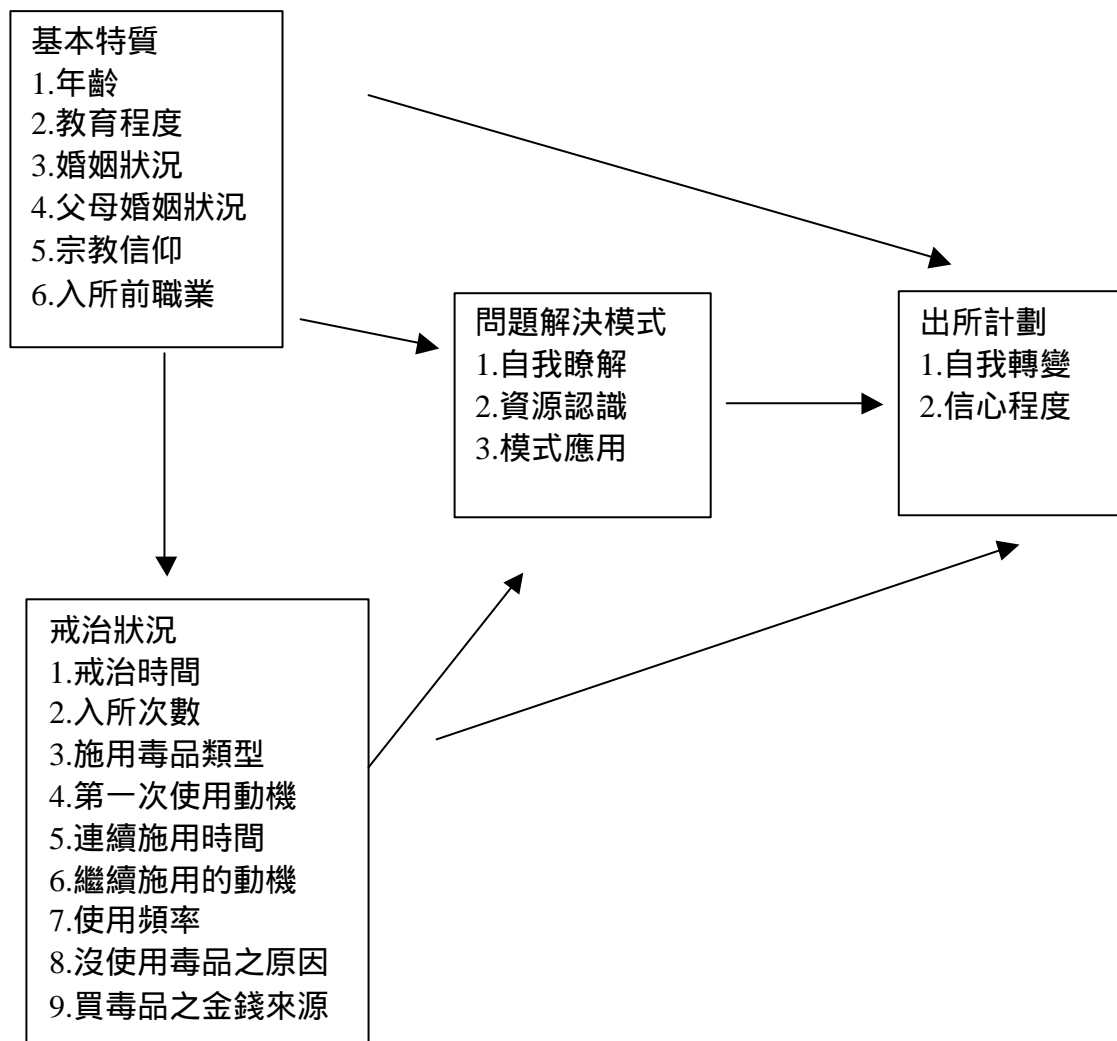 基本特質
1.年齡
2.教育程度
3.婚姻狀況
4.父母婚姻狀況
5.宗教信仰
6.入所前職業
問題解決模式
1.自我瞭解
2.資源認識
3.模式應用
出所計劃
1.自我轉變
2.信心程度
戒治狀況
1.戒治時間
2.入所次數
3.施用毒品類型
4.第一次使用動機
5.連續施用時間
6.繼續施用的動機
7.使用頻率
8.沒使用毒品之原因
9.買毒品之金錢來源